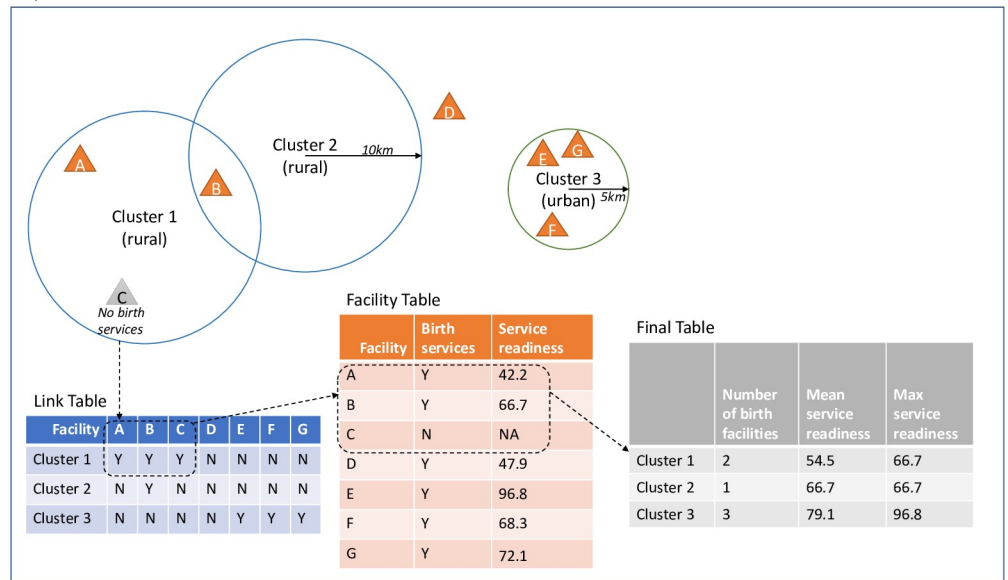 D
Cluster 2
(rural)
10km
A
B
E
G
Cluster 3
(urban)
5km
F
Cluster 1
(rural)
C
No birth
services
Facility Table
Facility Birth services Service readiness
A Y 42.2
B Y 66.7
C N NA
D Y 47.9
E Y 96.8
F Y 68.3
G Y 72.1
Final Table
Number of birth facilities Mean service readiness Max service readiness
Cluster 1 2 54.5 66.7
Cluster 2 1 66.7 66.7
Cluster 3 3 79.1 96.8
Link Table
Facility A B C D E F G
Cluster 1 Y Y Y N N N N
Cluster 2 N Y N N N N N
Cluster 3 N N N N Y Y Y